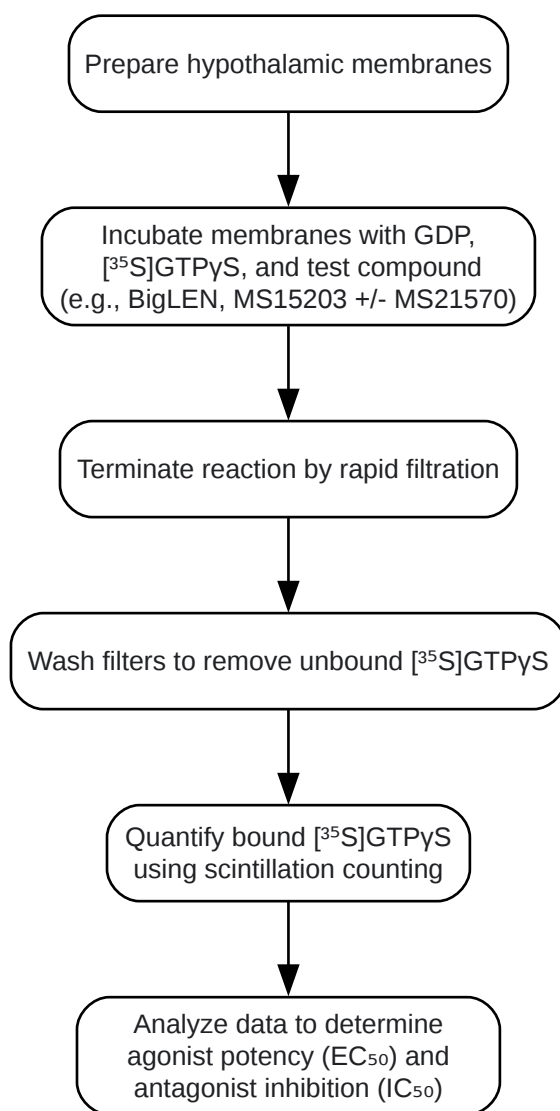 Prepare hypothalamic membranes
Incubate membranes with GDP,
[³⁵S]GTPγS, and test compound
(e.g., BigLEN, MS15203 +/- MS21570)
Terminate reaction by rapid filtration
Wash filters to remove unbound [³⁵S]GTPγS
Quantify bound [³⁵S]GTPγS
using scintillation counting
Analyze data to determine
agonist potency (EC₅₀) and
antagonist inhibition (IC₅₀)